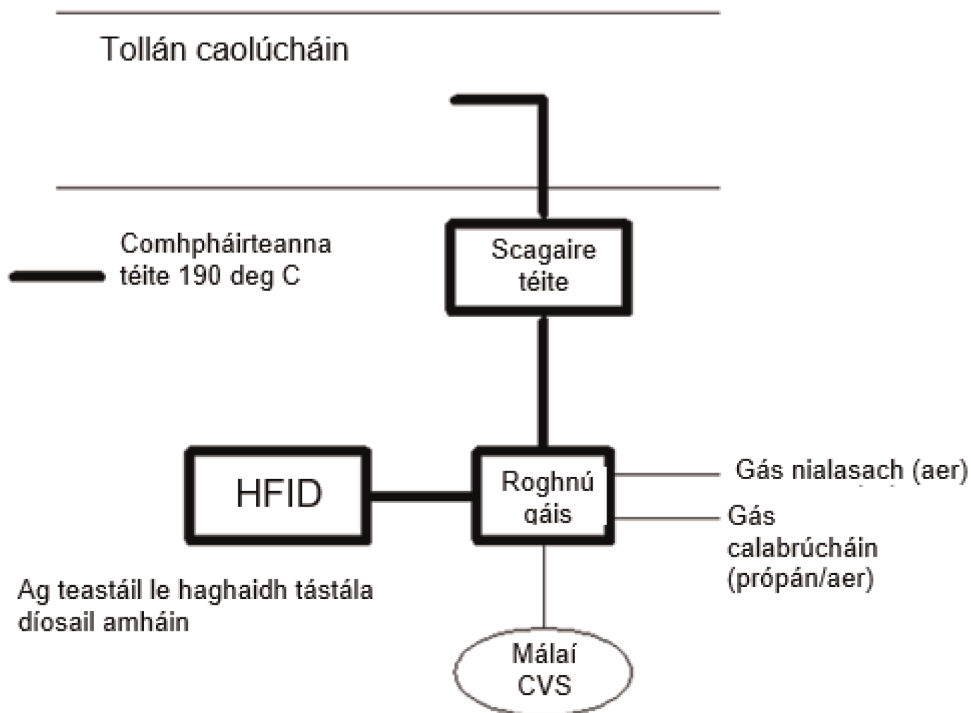 Tollán caolúcháin
Comhpháirteanna
téite 190 deg C
Scagaire
téite
HFID
Roghnú
gáis
Gás nialasach (aer)
Gás
calabrúcháin
(própán/aer)
Ag teastáil le haghaidh tástála
díosail amháin
Málaí
CVS